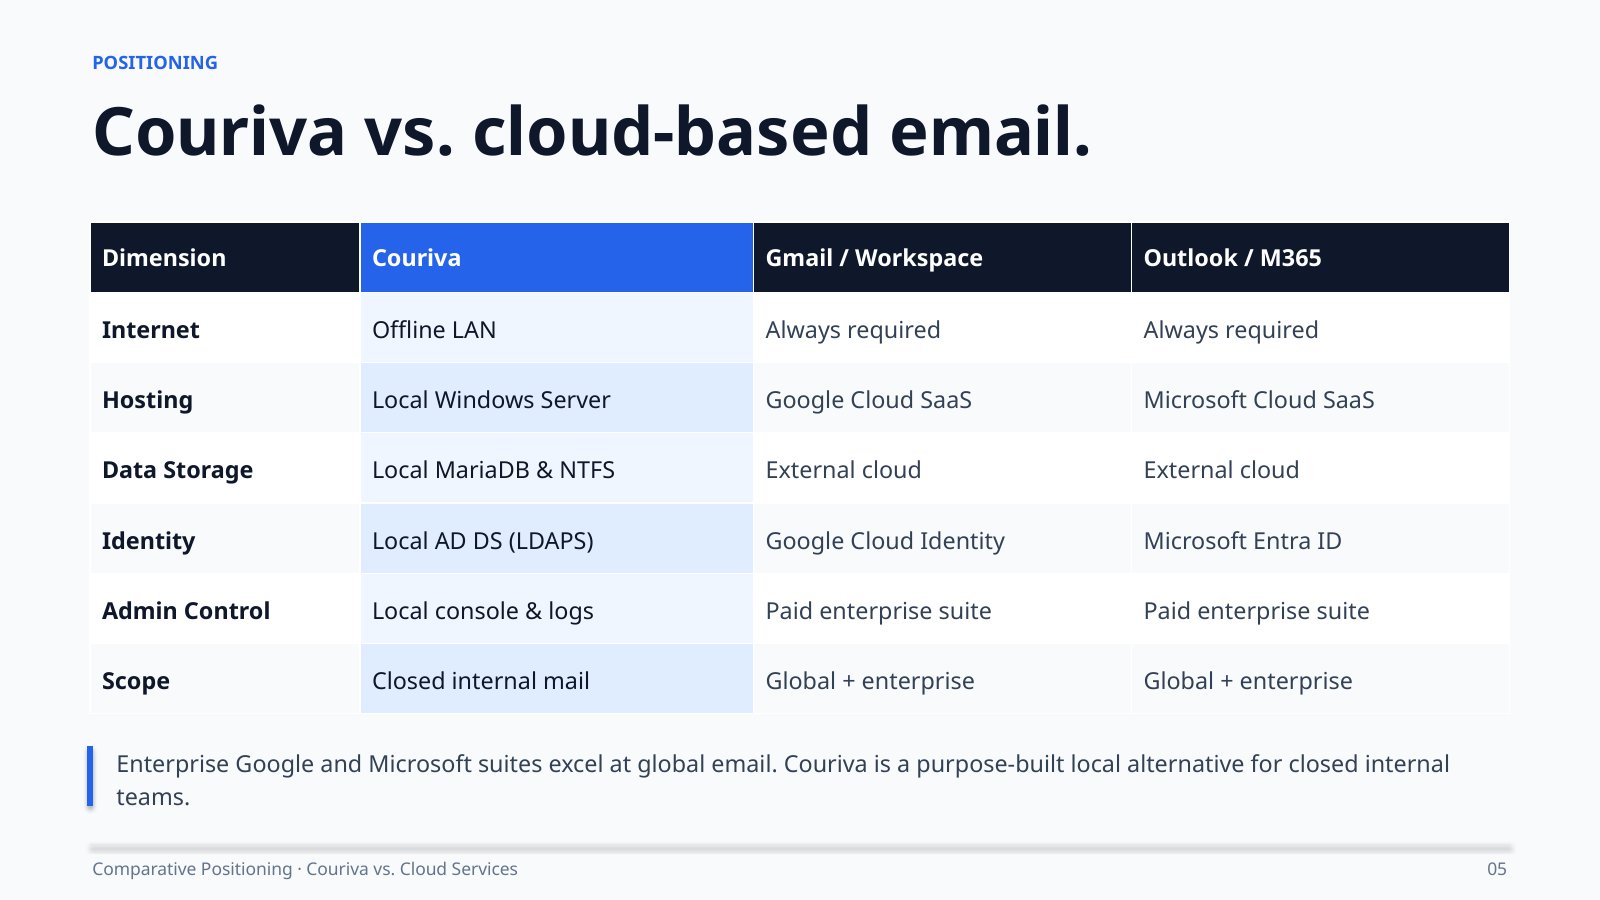 POSITIONING
Couriva vs. cloud-based email.
Dimension Couriva Gmail / Workspace Outlook / M365
Internet Offline LAN Always required Always required
Hosting Local Windows Server Google Cloud SaaS Microsoft Cloud SaaS
Data Storage Local MariaDB & NTFS External cloud External cloud
Identity Local AD DS (LDAPS) Google Cloud Identity Microsoft Entra ID
Admin Control Local console & logs Paid enterprise suite Paid enterprise suite
Scope Closed internal mail Global + enterprise Global + enterprise
Enterprise Google and Microsoft suites excel at global email. Couriva is a purpose-built local alternative for closed internal
teams.
Comparative Positioning · Couriva vs. Cloud Services 05